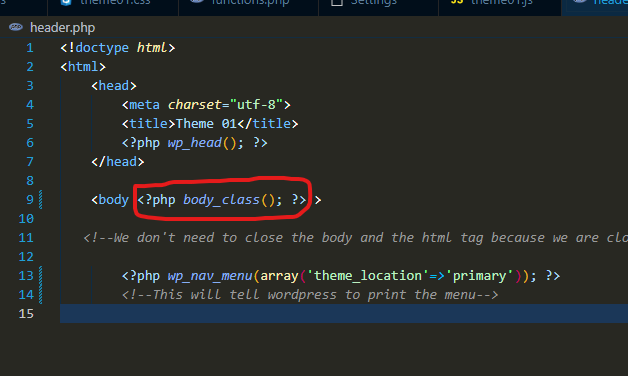 s theme01.css functions.php Settings JS theme01.js heade
header.php
1 <!doctype html>
2 <html>
3 <head>
4 <meta charset="utf-8">
5 <title>Theme 01</title>
6 <?php wp_head(); ?>
7 </head>
8
9 <body <?php body_class(); ?> >
10
11 <!--We don't need to close the body and the html tag because we are clo
12
13 <?php wp_nav_menu(array('theme_location'=>'primary')); ?>
14 <!--This will tell wordpress to print the menu-->
15